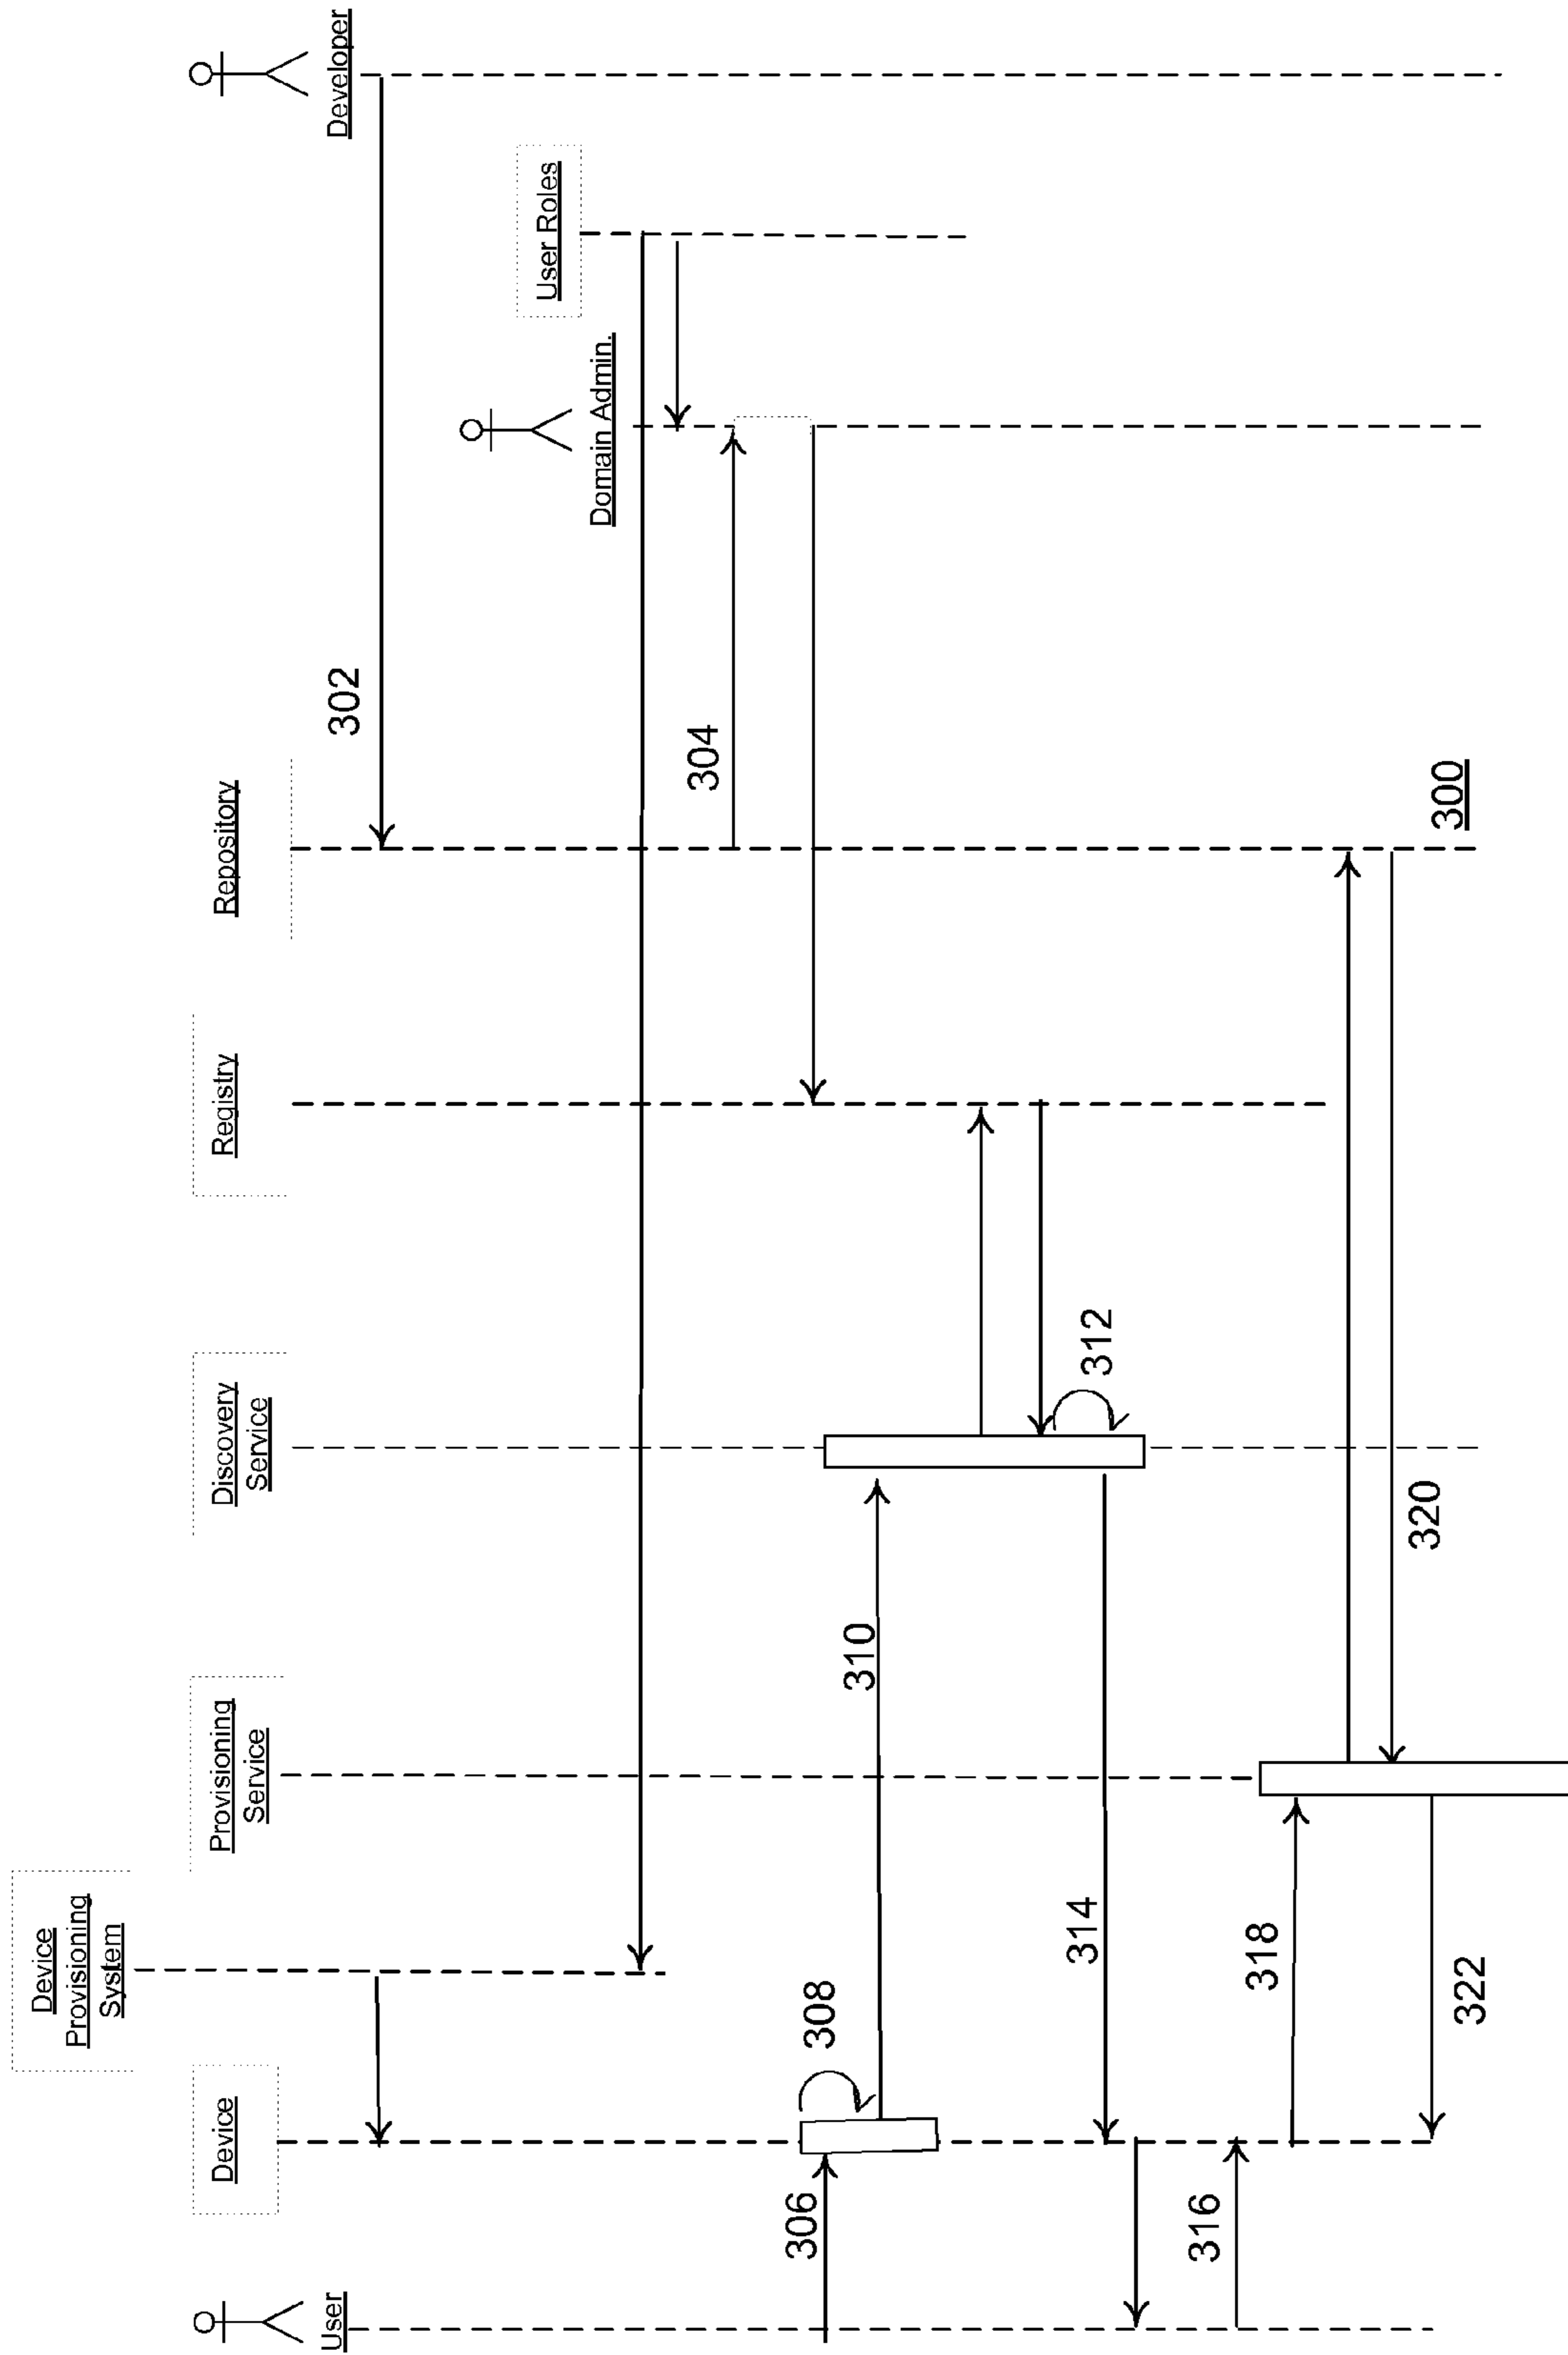 User
Device
Device
Provisioning
System
Provisioning
Service
Discovery
Service
Registry
Repository
Domain Admin.
User Roles
Developer
302
304
306
308
310
312
314
316
318
320
322
300